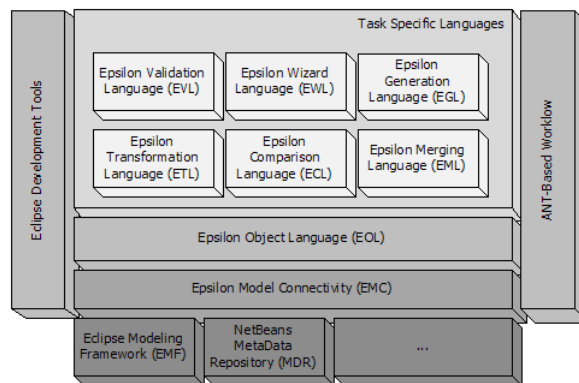 Task Specific Languages
Eclipse Development Tools
Epsilon Validation
Language (EVL)
Epsilon Wizard
Language (EWL)
Epsilon
Generation
Language (EGL)
Epsilon
Transformation
Language (ETL)
Epsilon
Comparison
Language (ECL)
Epsilon Merging
Language (EML)
ANT-Based Worklow
Epsilon Object Language (EOL)
Epsilon Model Connectivity (EMC)
Eclipse Modeling
Framework (EMF)
NetBeans
MetaData
Repository (MDR)
...